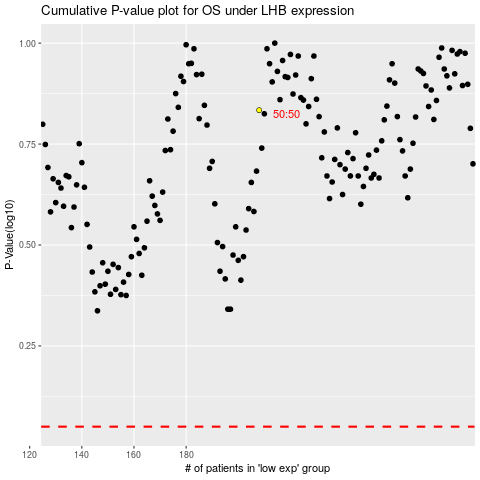 Cumulative P-value plot for OS under LHB expression
P-Value(log10)
1.00
0.75
0.50
0.25
50:50
120 140 160 180
# of patients in 'low exp' group